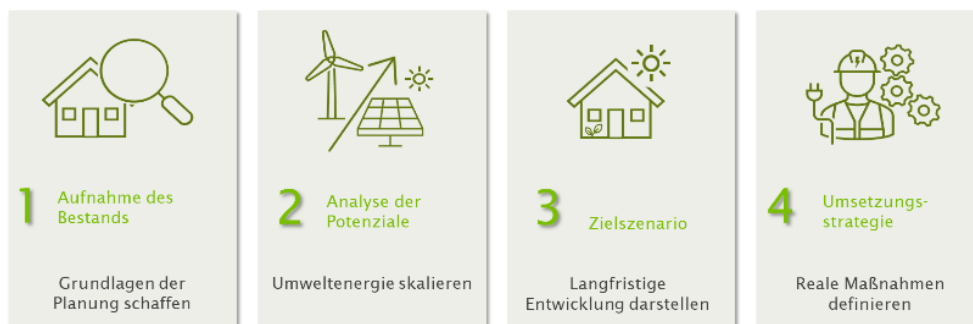 1
Aufnahme des
Bestands
Grundlagen der
Planung schaffen
2
Analyse der
Potenziale
Umweltenergie skalieren
3
Zielszenario
Langfristige
Entwicklung darstellen
4
Umsetzungs-
strategie
Reale Maßnahmen
definieren